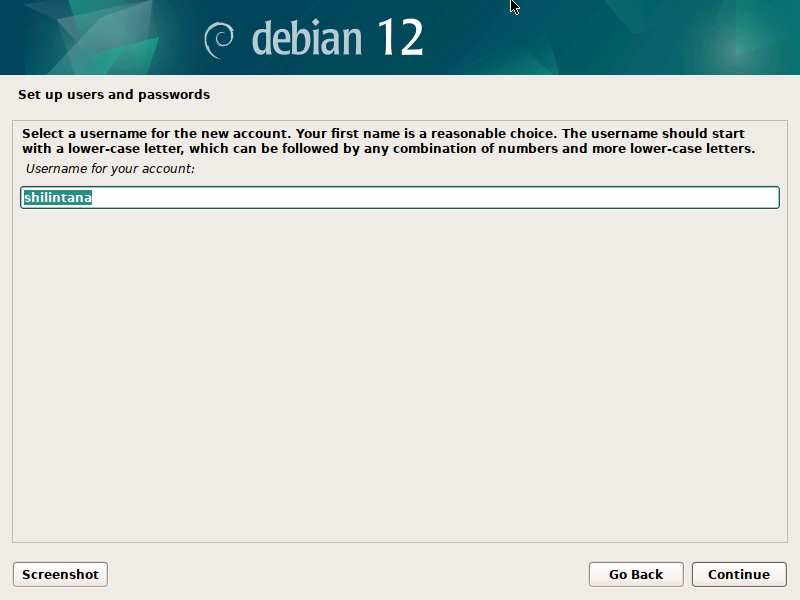 debian 12
Set up users and passwords
Select a username for the new account. Your first name is a reasonable choice. The username should start
with a lower-case letter, which can be followed by any combination of numbers and more lower-case letters.
Username for your account:
shilintana
Screenshot
Go Back
Continue